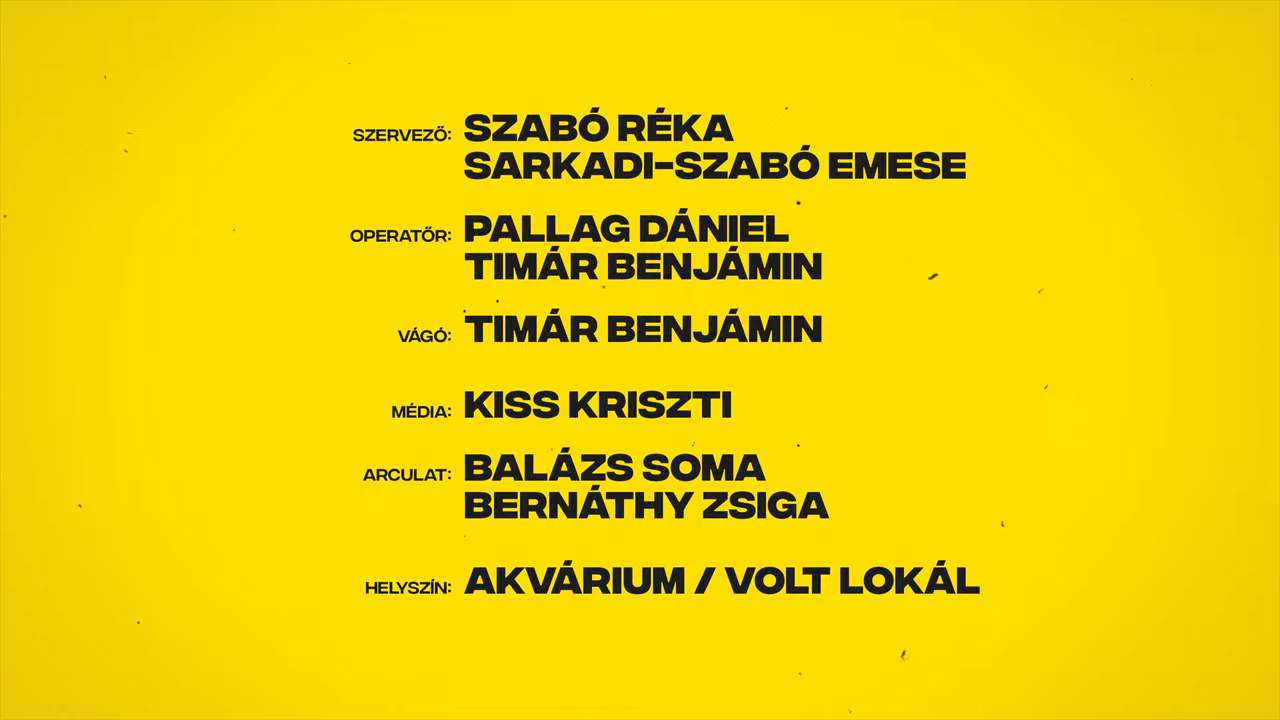 SZERVEZŐ: SZABÓ RÉKA
SARKADI-SZABÓ EMESE
OPERATŐR: PALLAG DÁNIEL
TIMÁR BENJÁMIN
VÁGÓ: TIMÁR BENJÁMIN
MÉDIA: KISS KRISZTI
ARCULAT: BALÁZS SOMA
BERNÁTHY ZSIGA
HELYSZÍN: AKVÁRIUM / VOLT LOKÁL